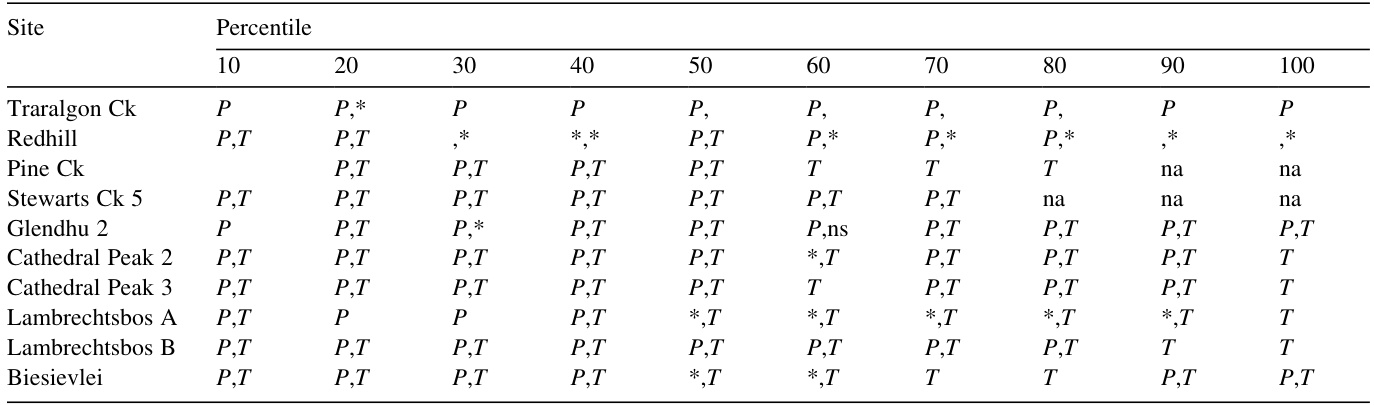 Site Percentile
10 20 30 40 50 60 70 80 90 100
Traralgon Ck P P,* P P P, P, P, P, P P
Redhill P,T P,T ,* *,* P,T P,* P,* P,* ,* ,*
Pine Ck P,T P,T P,T P,T T T T na na
Stewarts Ck 5 P,T P,T P,T P,T P,T P,T P,T na na na
Glendhu 2 P P,T P,* P,T P,T P,ns P,T P,T P,T P,T
Cathedral Peak 2 P,T P,T P,T P,T P,T *,T P,T P,T P,T T
Cathedral Peak 3 P,T P,T P,T P,T P,T T P,T P,T P,T T
Lambrechtsbos A P,T P P P,T *,T *,T *,T *,T *,T T
Lambrechtsbos B P,T P,T P,T P,T P,T P,T P,T P,T T T
Biesievlei P,T P,T P,T P,T *,T *,T T T P,T P,T